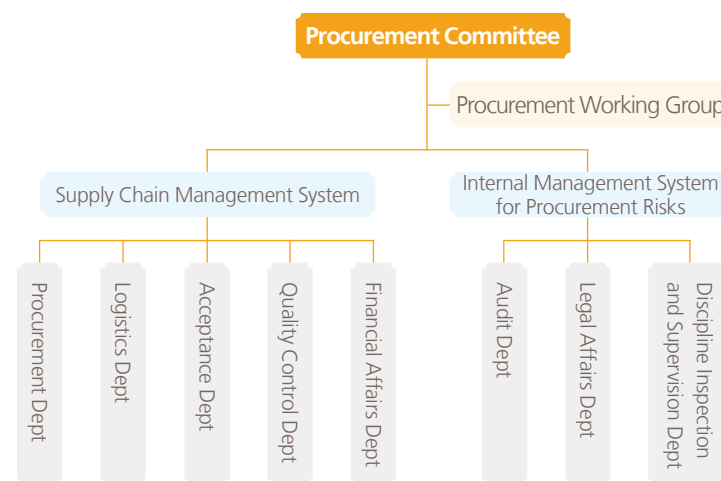 Procurement Committee
Procurement Working Group
Supply Chain Management System
Internal Management System
for Procurement Risks
Procurement Dept
Logistics Dept
Acceptance Dept
Quality Control Dept
Financial Affairs Dept
Audit Dept
Legal Affairs Dept
Discipline Inspection
and Supervision Dept